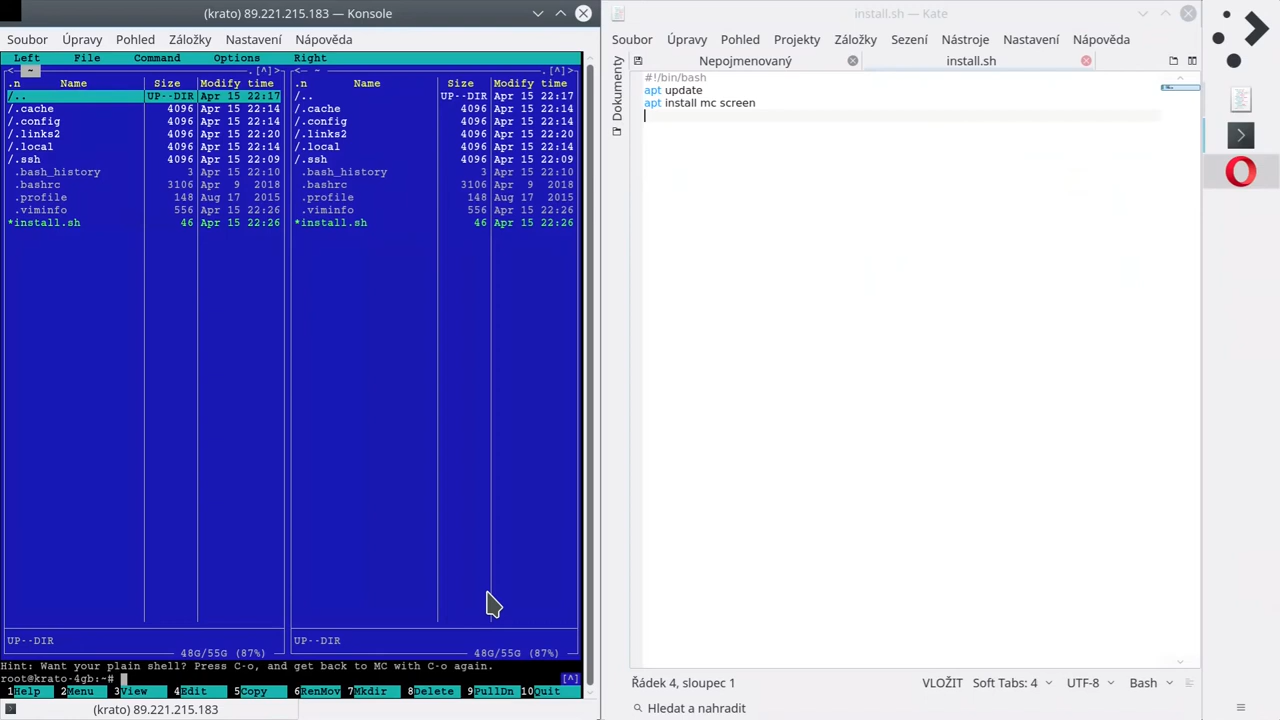 (krato) 89.221.215.183 — Konsole
Soubor Úpravy Pohled Záložky Nastavení Nápověda
Left File Command Options Right
<─ ~ .[^]>
.n Name Size Modify time
/.. UP--DIR Apr 15 22:17
/.cache 4096 Apr 15 22:14
/.config 4096 Apr 15 22:14
/.links2 4096 Apr 15 22:20
/.local 4096 Apr 15 22:14
/.ssh 4096 Apr 15 22:09
.bash_history 3 Apr 15 22:10
.bashrc 3106 Apr 9 2018
.profile 148 Aug 17 2015
.viminfo 556 Apr 15 22:26
*install.sh 46 Apr 15 22:26
UP--DIR
48G/55G (87%)
<─ ~ .[^]>
.n Name Size Modify time
/.. UP--DIR Apr 15 22:17
/.cache 4096 Apr 15 22:14
/.config 4096 Apr 15 22:14
/.links2 4096 Apr 15 22:20
/.local 4096 Apr 15 22:14
/.ssh 4096 Apr 15 22:09
.bash_history 3 Apr 15 22:10
.bashrc 3106 Apr 9 2018
.profile 148 Aug 17 2015
.viminfo 556 Apr 15 22:26
*install.sh 46 Apr 15 22:26
UP--DIR
48G/55G (87%)
Hint: Want your plain shell? Press C-o, and get back to MC with C-o again.
root@krato-4gb:~# [^]
1Help 2Menu 3View 4Edit 5Copy 6RenMov 7Mkdir 8Delete 9PullDn 10Quit
(krato) 89.221.215.183
install.sh — Kate
Soubor Úpravy Pohled Projekty Záložky Sezení Nástroje Nastavení Nápověda
Nepojmenovaný install.sh
Dokumenty
#!/bin/bash
apt update
apt install mc screen
Řádek 4, sloupec 1 VLOŽIT Soft Tabs: 4 UTF-8 Bash
Hledat a nahradit